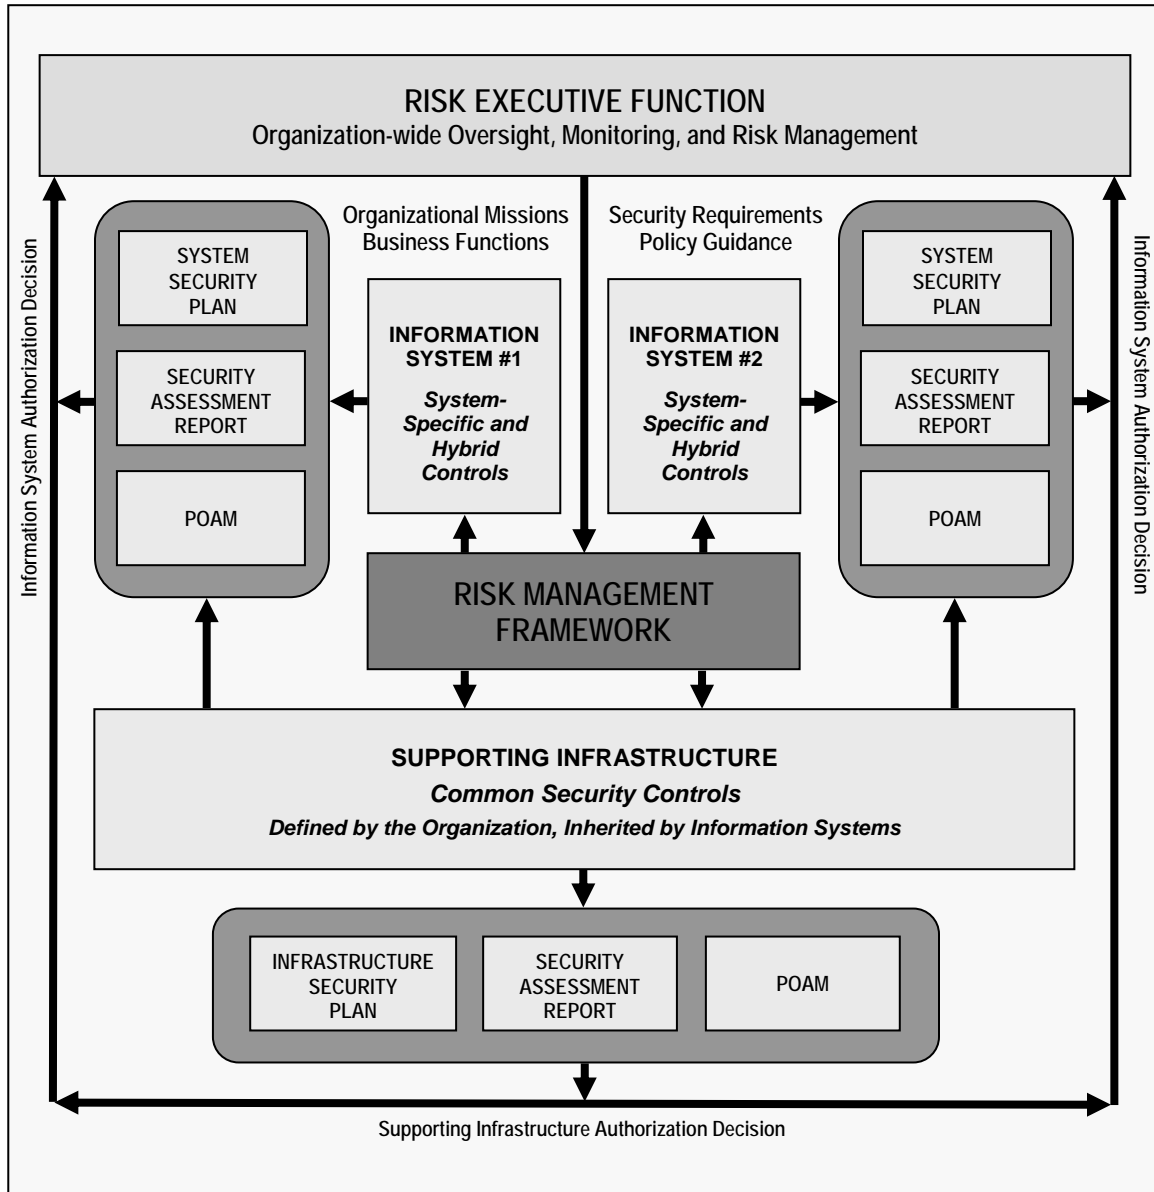 RISK EXECUTIVE FUNCTION
Organization-wide Oversight, Monitoring, and Risk Management
Information System Authorization Decision
SYSTEM
SECURITY
PLAN
SECURITY
ASSESSMENT
REPORT
POAM
Organizational Missions
Business Functions
INFORMATION
SYSTEM #1
System-
Specific and
Hybrid
Controls
Security Requirements
Policy Guidance
INFORMATION
SYSTEM #2
System-
Specific and
Hybrid
Controls
SYSTEM
SECURITY
PLAN
SECURITY
ASSESSMENT
REPORT
POAM
Information System Authorization Decision
RISK MANAGEMENT
FRAMEWORK
SUPPORTING INFRASTRUCTURE
Common Security Controls
Defined by the Organization, Inherited by Information Systems
INFRASTRUCTURE
SECURITY
PLAN
SECURITY
ASSESSMENT
REPORT
POAM
Supporting Infrastructure Authorization Decision